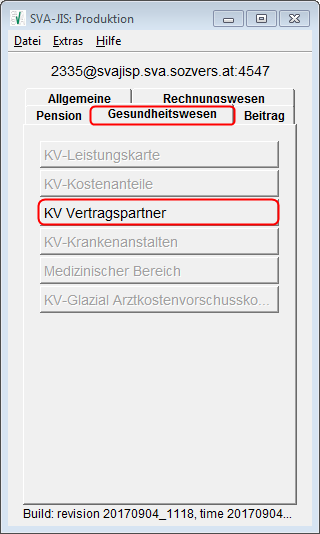 SVA-JIS: Produktion
Datei Extras Hilfe
2335@svajisp.sva.sozvers.at:4547
Allgemeine Rechnungswesen
Pension Gesundheitswesen Beitrag
KV-Leistungskarte
KV-Kostenanteile
KV Vertragspartner
KV-Krankenanstalten
Medizinischer Bereich
KV-Glazial Arztkostenvorschussko...
Build: revision 20170904_1118, time 20170904...